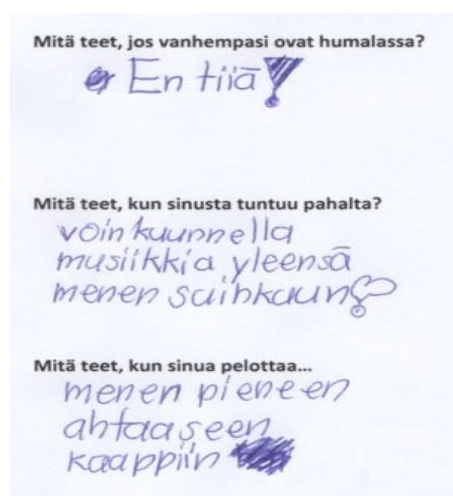 Mitä teet, jos vanhempasi ovat humalassa?
En tiiä!
Mitä teet, kun sinusta tuntuu pahalta?
voin kuunnella
musiikkia yleensä
menen suihkuun!
Mitä teet, kun sinua pelottaa...
menen pieneen
ahtaaseen
kaappiin